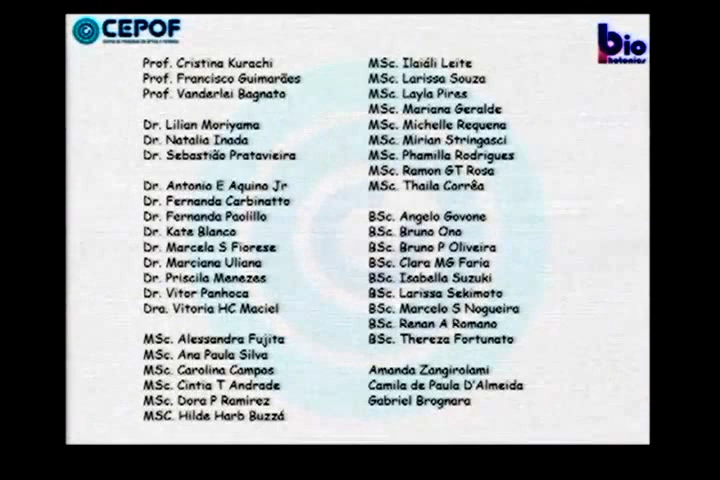 CEPOF
bio
photonics
Prof. Cristina Kurachi
Prof. Francisco Guimarães
Prof. Vanderlei Bagnato
Dr. Lilian Moriyama
Dr. Natalia Inada
Dr. Sebastião Pratavieira
Dr. Antonio E Aquino Jr
Dr. Fernanda Carbinatto
Dr. Fernanda Paolillo
Dr. Kate Blanco
Dr. Marcela S Fiorese
Dr. Marciana Uliana
Dr. Priscila Menezes
Dr. Vitor Panhoca
Dra. Vitoria HC Maciel
MSc. Alessandra Fujita
MSc. Ana Paula Silva
MSc. Carolina Campos
MSc. Cintia T Andrade
MSc. Dora P Ramirez
MSC. Hilde Harb Buzzá
MSc. Ilaiáli Leite
MSc. Larissa Souza
MSc. Layla Pires
MSc. Mariana Geralde
MSc. Michelle Requena
MSc. Mirian Stringasci
MSc. Phamilla Rodrigues
MSc. Ramon GT Rosa
MSc. Thaila Corrêa
BSc. Angelo Govone
BSc. Bruno Ono
BSc. Bruno P Oliveira
BSc. Clara MG Faria
BSc. Isabella Suzuki
BSc. Larissa Sekimoto
BSc. Marcelo S Nogueira
BSc. Renan A Romano
BSc. Thereza Fortunato
Amanda Zangirolami
Camila de Paula D'Almeida
Gabriel Brognara